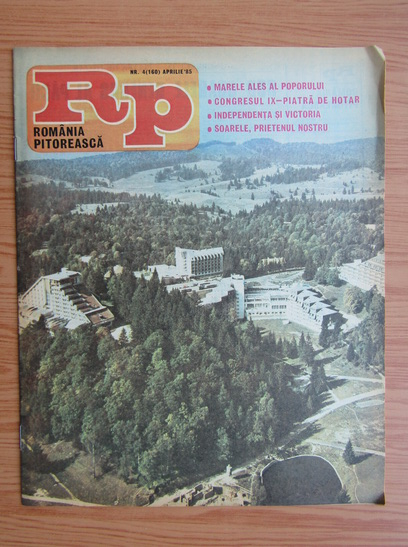 Rp
NR. 4(160) APRILIE '85
ROMÂNIA
PITOREASCĂ
• MARELE ALES AL POPORULUI
• CONGRESUL IX—PIATRĂ DE HOTAR
• INDEPENDENȚA ȘI VICTORIA
• SOARELE, PRIETENUL NOSTRU